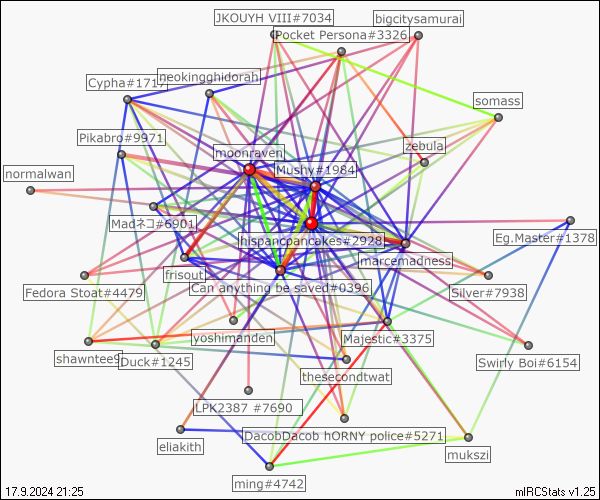 JKOUYH VIII#7034
bigcitysamurai
Pocket Persona#3326
neokingghidorah
Cypha#1717
somass
Pikabro#9971
zebula
moonraven
Mushy#1984
normalwan
Madネコ#6901
Eg.Master#1378
hispancpancakes#2928
marcemadness
frisout
Can anything be saved#0396
Fedora Stoat#4479
Silver#7938
yoshimanden
Majestic#3375
shawntee9
Duck#1245
Swirly Boi#6154
thesecondtwat
LPK2387 #7690
DacobDacob hORNY police#5271
eliakith
mukszi
ming#4742
17.9.2024 21:25
mIRCStats v1.25